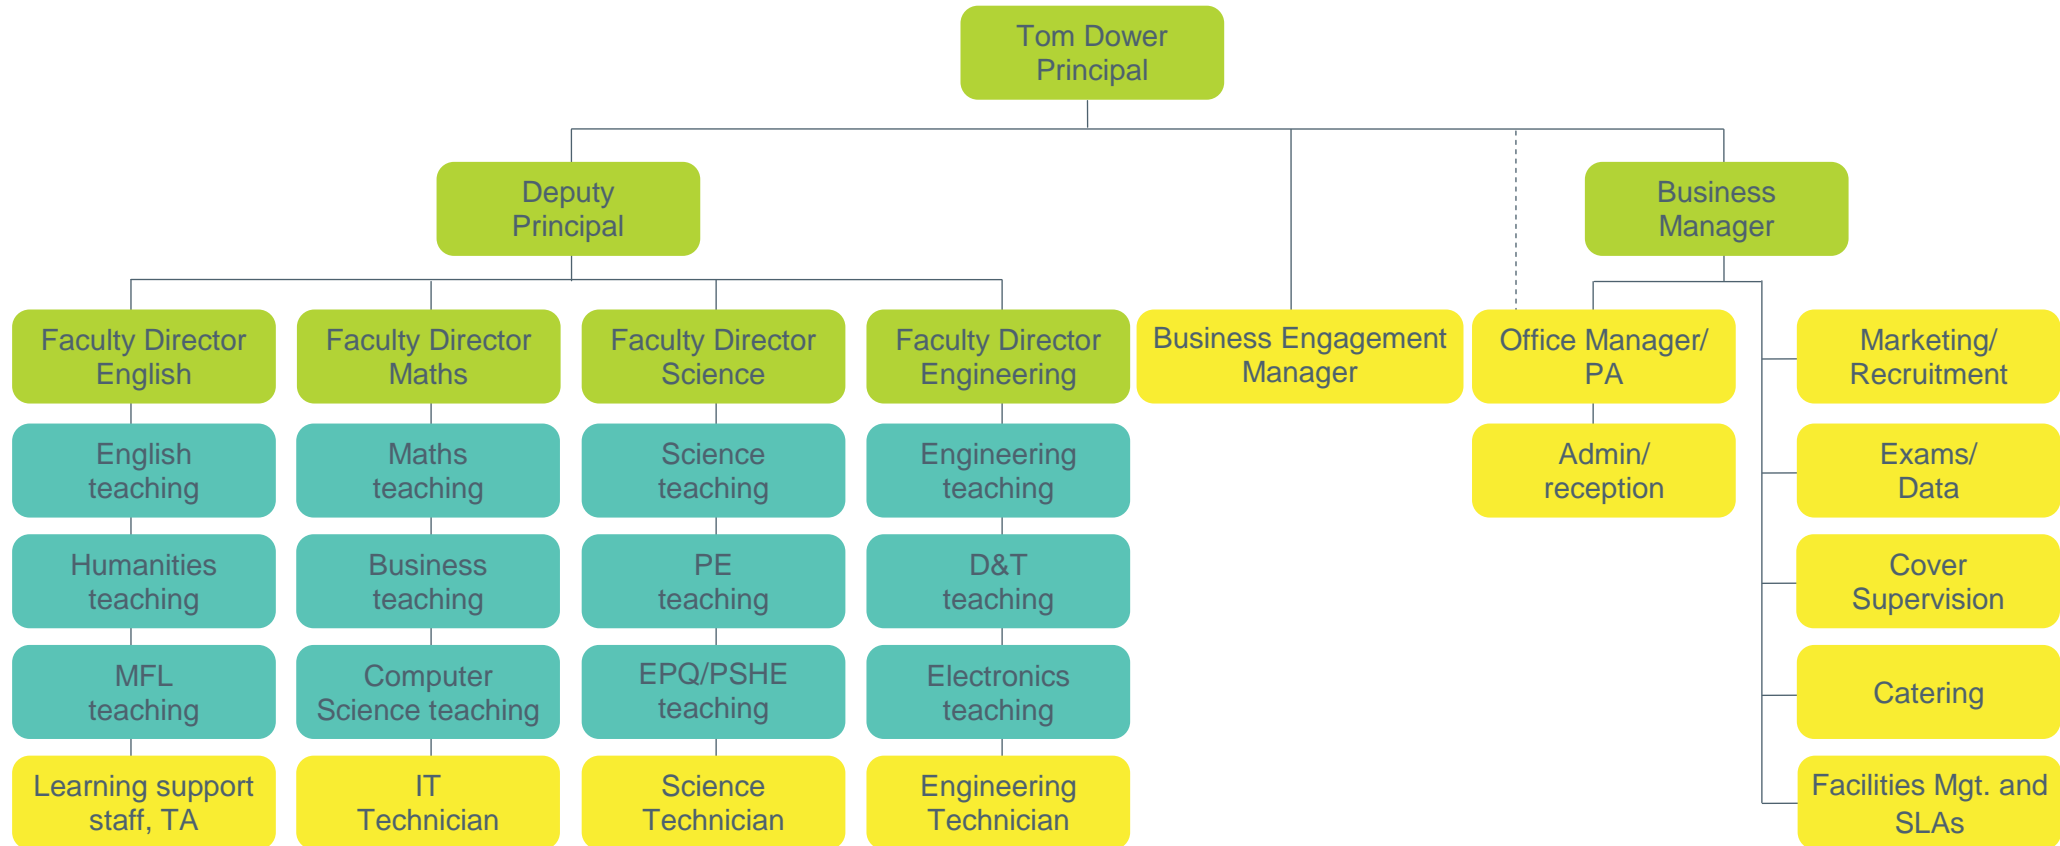 Tom Dower
Principal
Deputy
Principal
Business
Manager
Faculty Director
English
Faculty Director
Maths
Faculty Director
Science
Faculty Director
Engineering
Business Engagement
Manager
Office Manager/
PA
Marketing/
Recruitment
English
teaching
Maths
teaching
Science
teaching
Engineering
teaching
Admin/
reception
Exams/
Data
Humanities
teaching
Business
teaching
PE
teaching
D&T
teaching
Cover
Supervision
MFL
teaching
Computer
Science teaching
EPQ/PSHE
teaching
Electronics
teaching
Catering
Learning support
staff, TA
IT
Technician
Science
Technician
Engineering
Technician
Facilities Mgt. and
SLAs